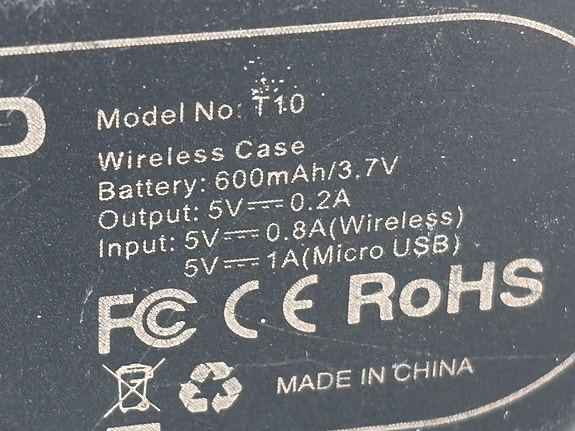 Model No: T10
Wireless Case
Battery: 600mAh/3.7V
Output: 5V⎓0.2A
Input: 5V⎓0.8A(Wireless)
5V⎓1A(Micro USB)
FC CE RoHS
MADE IN CHINA